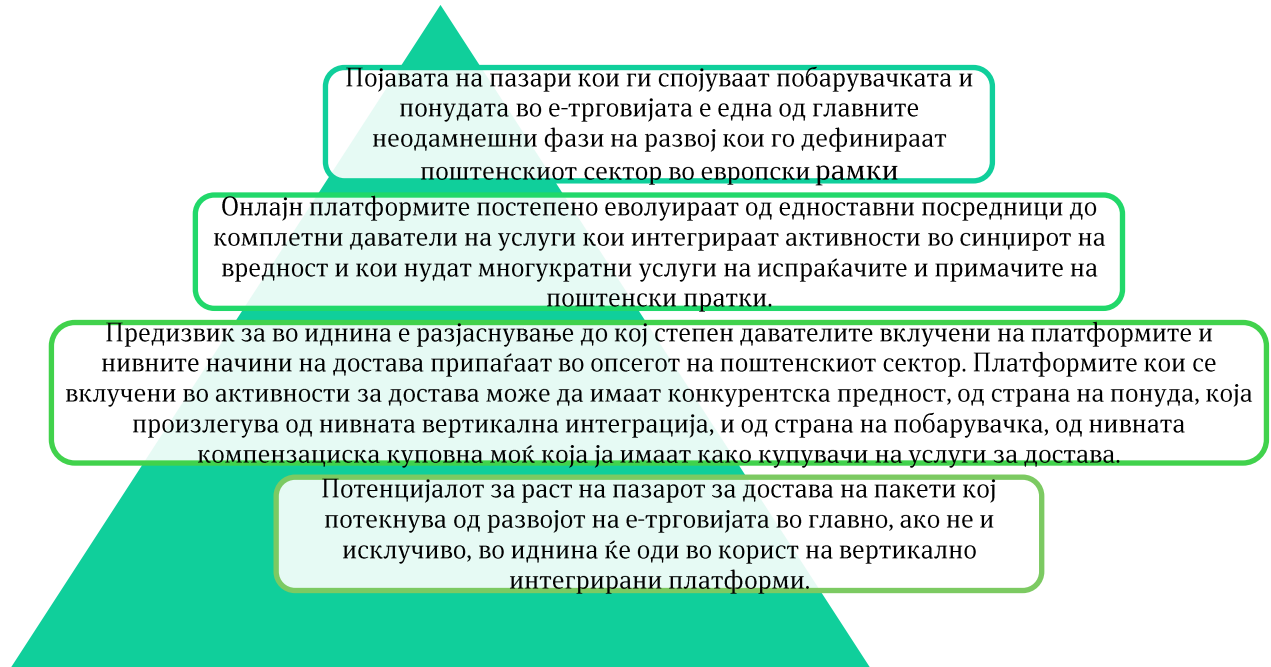 Појавата на пазари кои ги спојуваат побарувачката и
понудата во е-трговијата е една од главните
неодамнешни фази на развој кои го дефинираат
поштенскиот сектор во европски рамки
Онлајн платформите постепено еволуираат од едноставни посредници до
комплетни даватели на услуги кои интегрираат активности во синџирот на
вредност и кои нудат многукратни услуги на испраќачите и примачите на
поштенски пратки.
Предизвик за во иднина е разјаснување до кој степен давателите вклучени на платформите и
нивните начини на достава припаѓаат во опсегот на поштенскиот сектор. Платформите кои се
вклучени во активности за достава може да имаат конкурентска предност, од страна на понуда, која
произлегува од нивната вертикална интеграција, и од страна на побарувачка, од нивната
компензациска куповна моќ која ја имаат како купувачи на услуги за достава.
Потенцијалот за раст на пазарот за достава на пакети кој
потекнува од развојот на е-трговијата во главно, ако не и
исклучиво, во иднина ќе оди во корист на вертикално
интегрирани платформи.